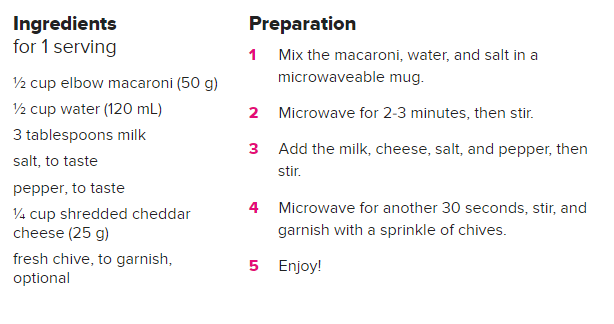 Ingredients
for 1 serving
½ cup elbow macaroni (50 g)
½ cup water (120 mL)
3 tablespoons milk
salt, to taste
pepper, to taste
¼ cup shredded cheddar
cheese (25 g)
fresh chive, to garnish,
optional
Preparation
1 Mix the macaroni, water, and salt in a
microwaveable mug.
2 Microwave for 2-3 minutes, then stir.
3 Add the milk, cheese, salt, and pepper, then
stir.
4 Microwave for another 30 seconds, stir, and
garnish with a sprinkle of chives.
5 Enjoy!